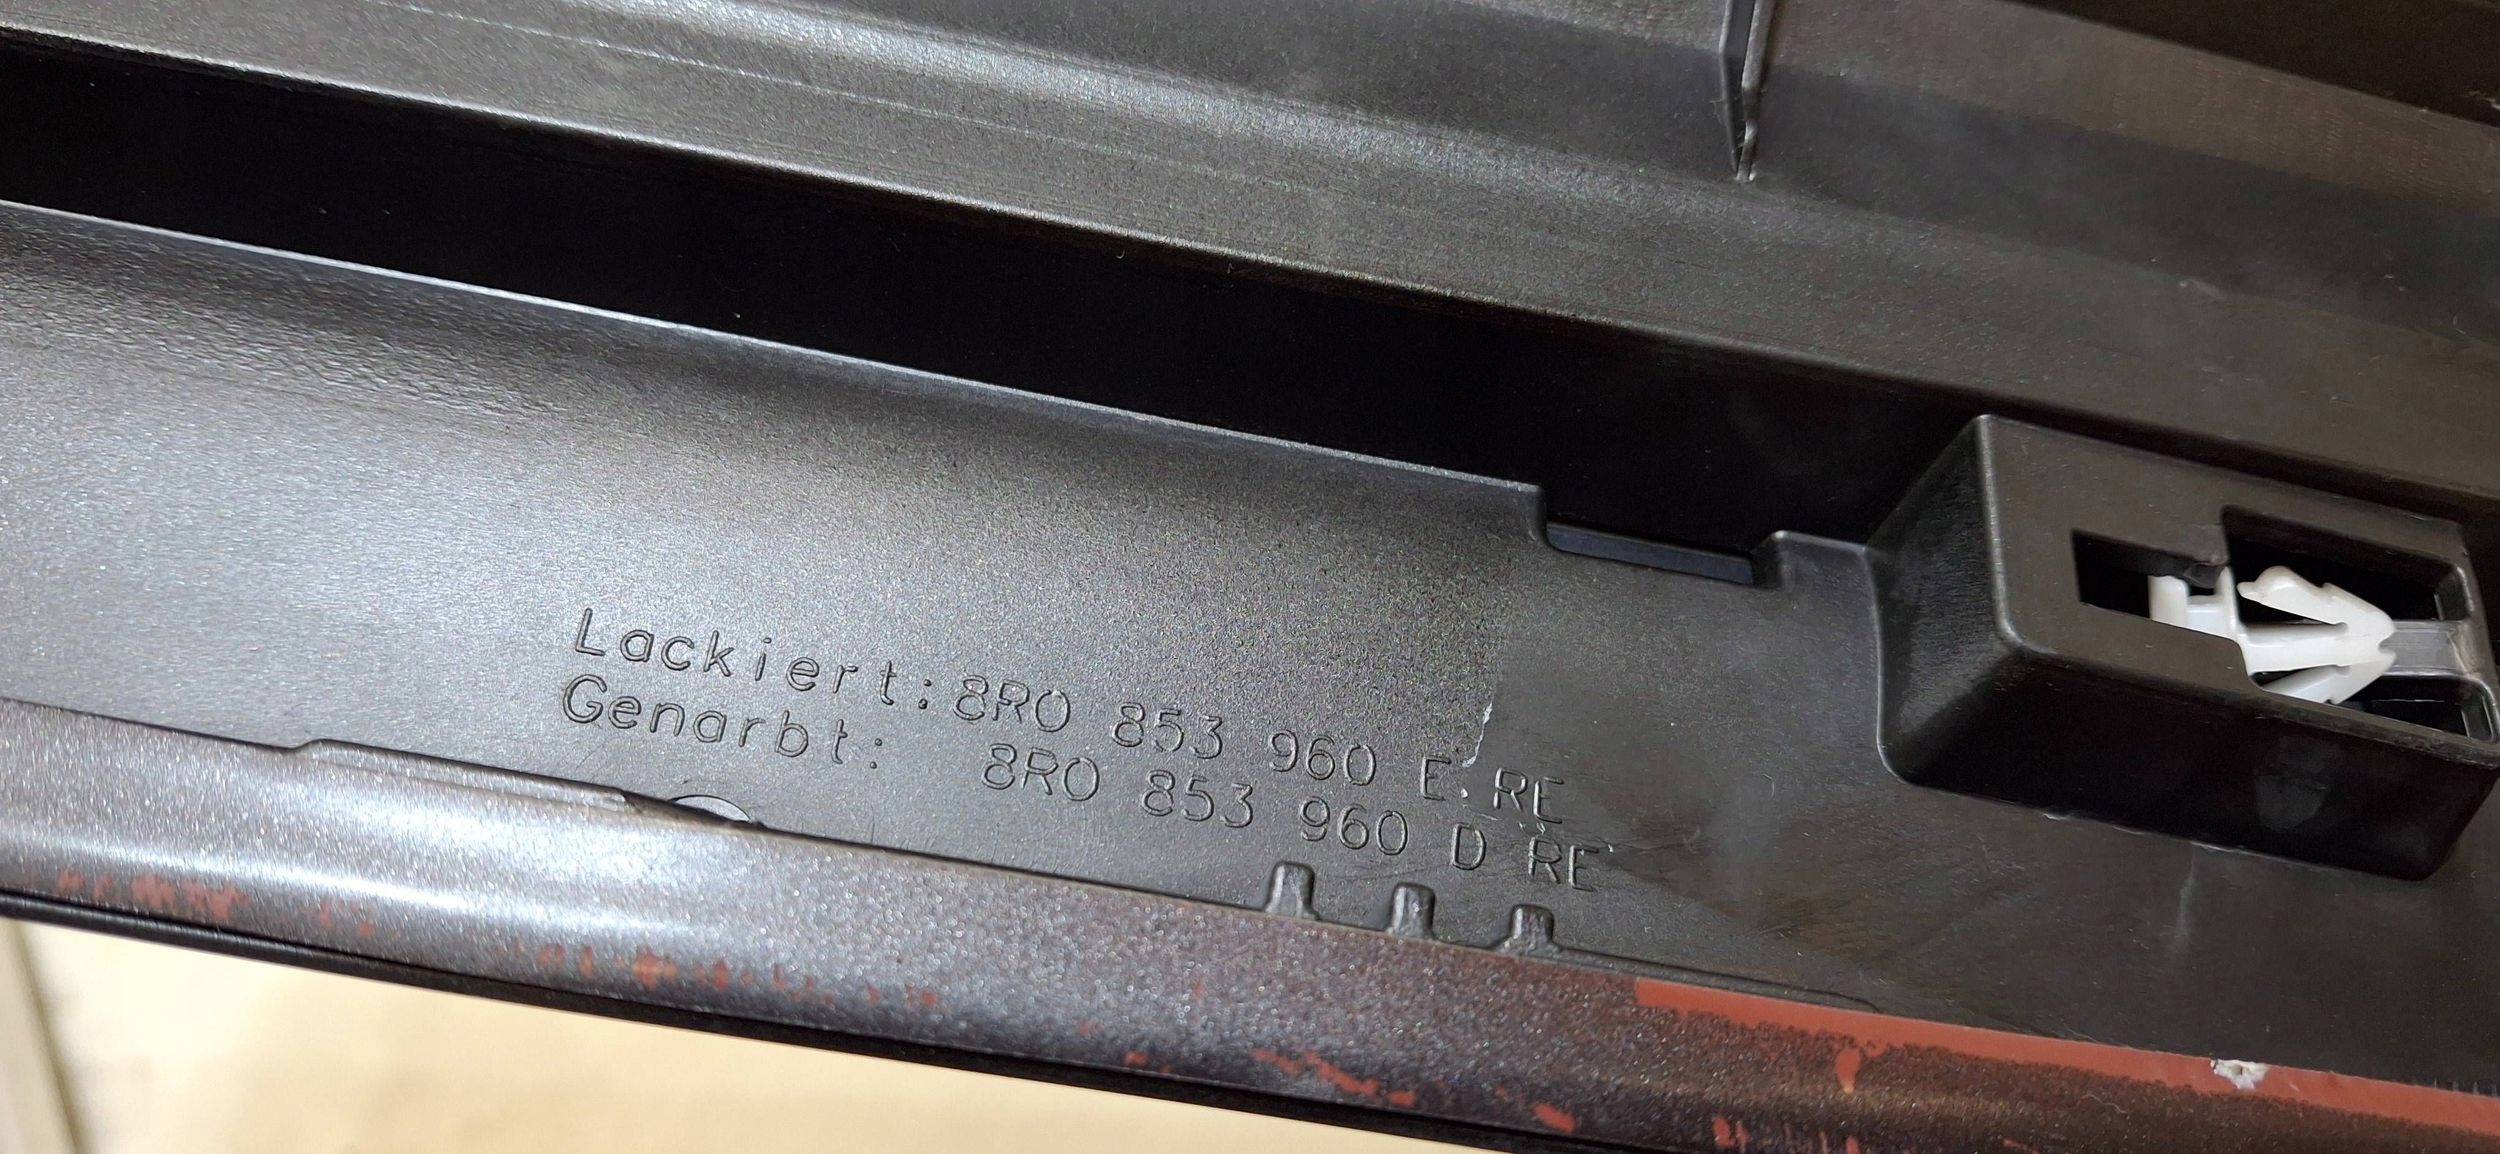 Lackiert: 8R0 853 960 E. RE
Genarbt: 8R0 853 960 D RE